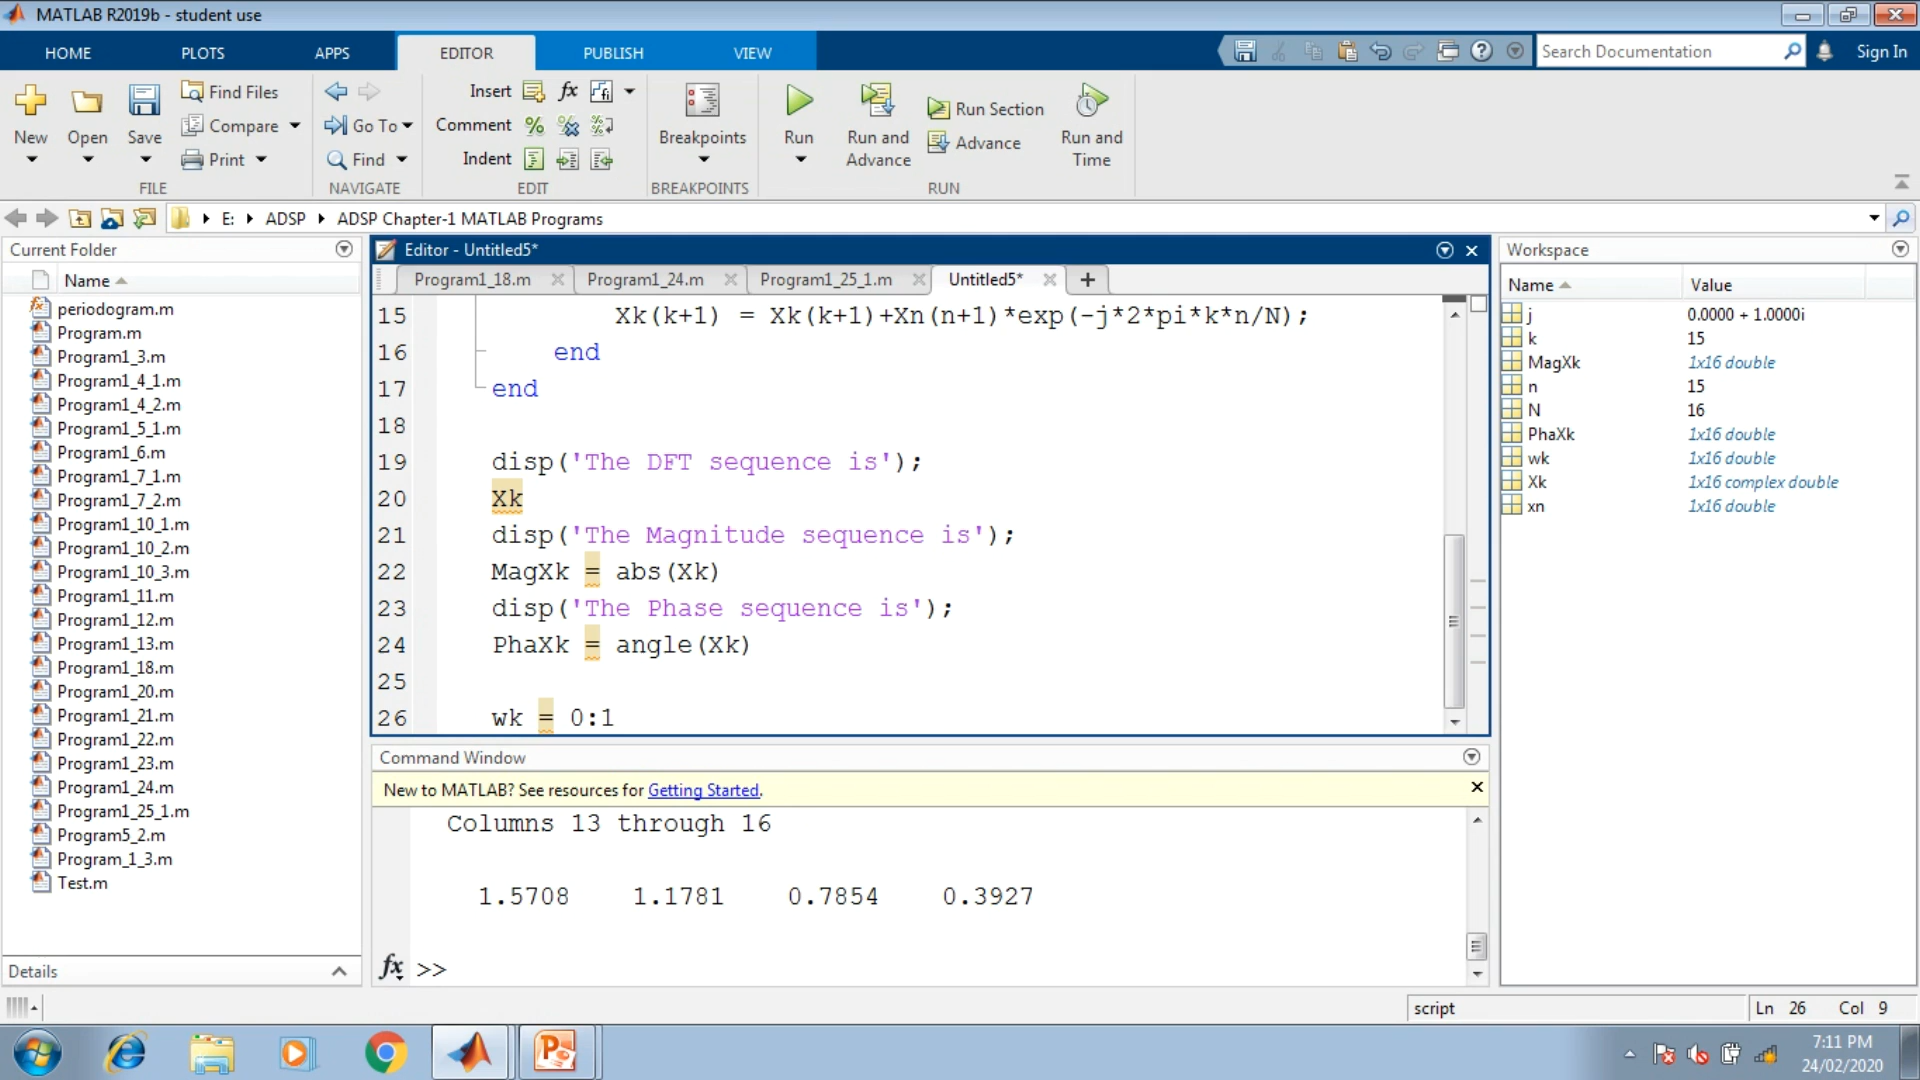 MATLAB R2019b - student use
HOME PLOTS APPS EDITOR PUBLISH VIEW
Search Documentation
Sign In
New
Open
Save
Find Files
Compare
Print
FILE
Go To
Find
NAVIGATE
Insert fx
Comment
Indent
EDIT
Breakpoints
BREAKPOINTS
Run
Run and
Advance
Run Section
Advance
Run and
Time
RUN
E: ADSP ADSP Chapter-1 MATLAB Programs
Current Folder
Name
periodogram.m
Program.m
Program1_3.m
Program1_4_1.m
Program1_4_2.m
Program1_5_1.m
Program1_6.m
Program1_7_1.m
Program1_7_2.m
Program1_10_1.m
Program1_10_2.m
Program1_10_3.m
Program1_11.m
Program1_12.m
Program1_13.m
Program1_18.m
Program1_20.m
Program1_21.m
Program1_22.m
Program1_23.m
Program1_24.m
Program1_25_1.m
Program5_2.m
Program_1_3.m
Test.m
Details
Editor - Untitled5*
Program1_18.m Program1_24.m Program1_25_1.m Untitled5*
15 Xk(k+1) = Xk(k+1)+Xn(n+1)*exp(-j*2*pi*k*n/N);
16 end
17 end
18
19 disp('The DFT sequence is');
20 Xk
21 disp('The Magnitude sequence is');
22 MagXk = abs(Xk)
23 disp('The Phase sequence is');
24 PhaXk = angle(Xk)
25
26 wk = 0:1
Command Window
New to MATLAB? See resources for Getting Started.
Columns 13 through 16
1.5708 1.1781 0.7854 0.3927
fx >>
Workspace
Name Value
j 0.0000 + 1.0000i
k 15
MagXk 1x16 double
n 15
N 16
PhaXk 1x16 double
wk 1x16 double
Xk 1x16 complex double
xn 1x16 double
script
Ln 26 Col 9
7:11 PM
24/02/2020